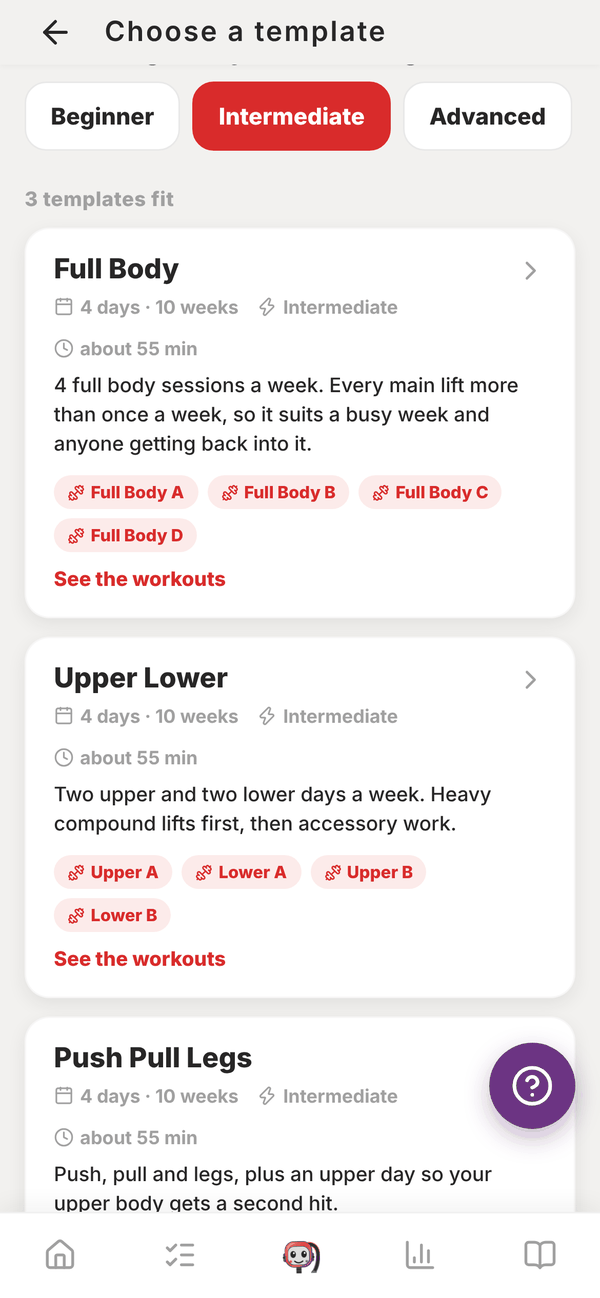 Choose a template
Beginner
Intermediate
Advanced
3 templates fit
Full Body
4 days · 10 weeks
Intermediate
about 55 min
4 full body sessions a week. Every main lift more
than once a week, so it suits a busy week and
anyone getting back into it.
Full Body A
Full Body B
Full Body C
Full Body D
See the workouts
Upper Lower
4 days · 10 weeks
Intermediate
about 55 min
Two upper and two lower days a week. Heavy
compound lifts first, then accessory work.
Upper A
Lower A
Upper B
Lower B
See the workouts
Push Pull Legs
4 days · 10 weeks
Intermediate
about 55 min
Push, pull and legs, plus an upper day so your
upper body gets a second hit.